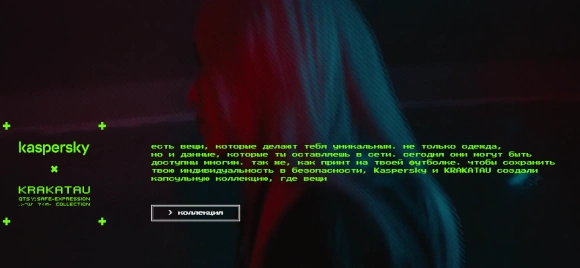 kaspersky
×
KRAKATAU
QTSY:SAFE-EXPRESSION
COLLECTION
есть вещи, которые делают тебя уникальным. не только одежда,
но и данные, которые ты оставляешь в сети. сегодня они могут быть
доступны многим. так же, как принт на твоей футболке. чтобы сохранить
твою индивидуальность в безопасности, Kaspersky и KRAKATAU создали
капсульную коллекцию, где вещи
> коллекция